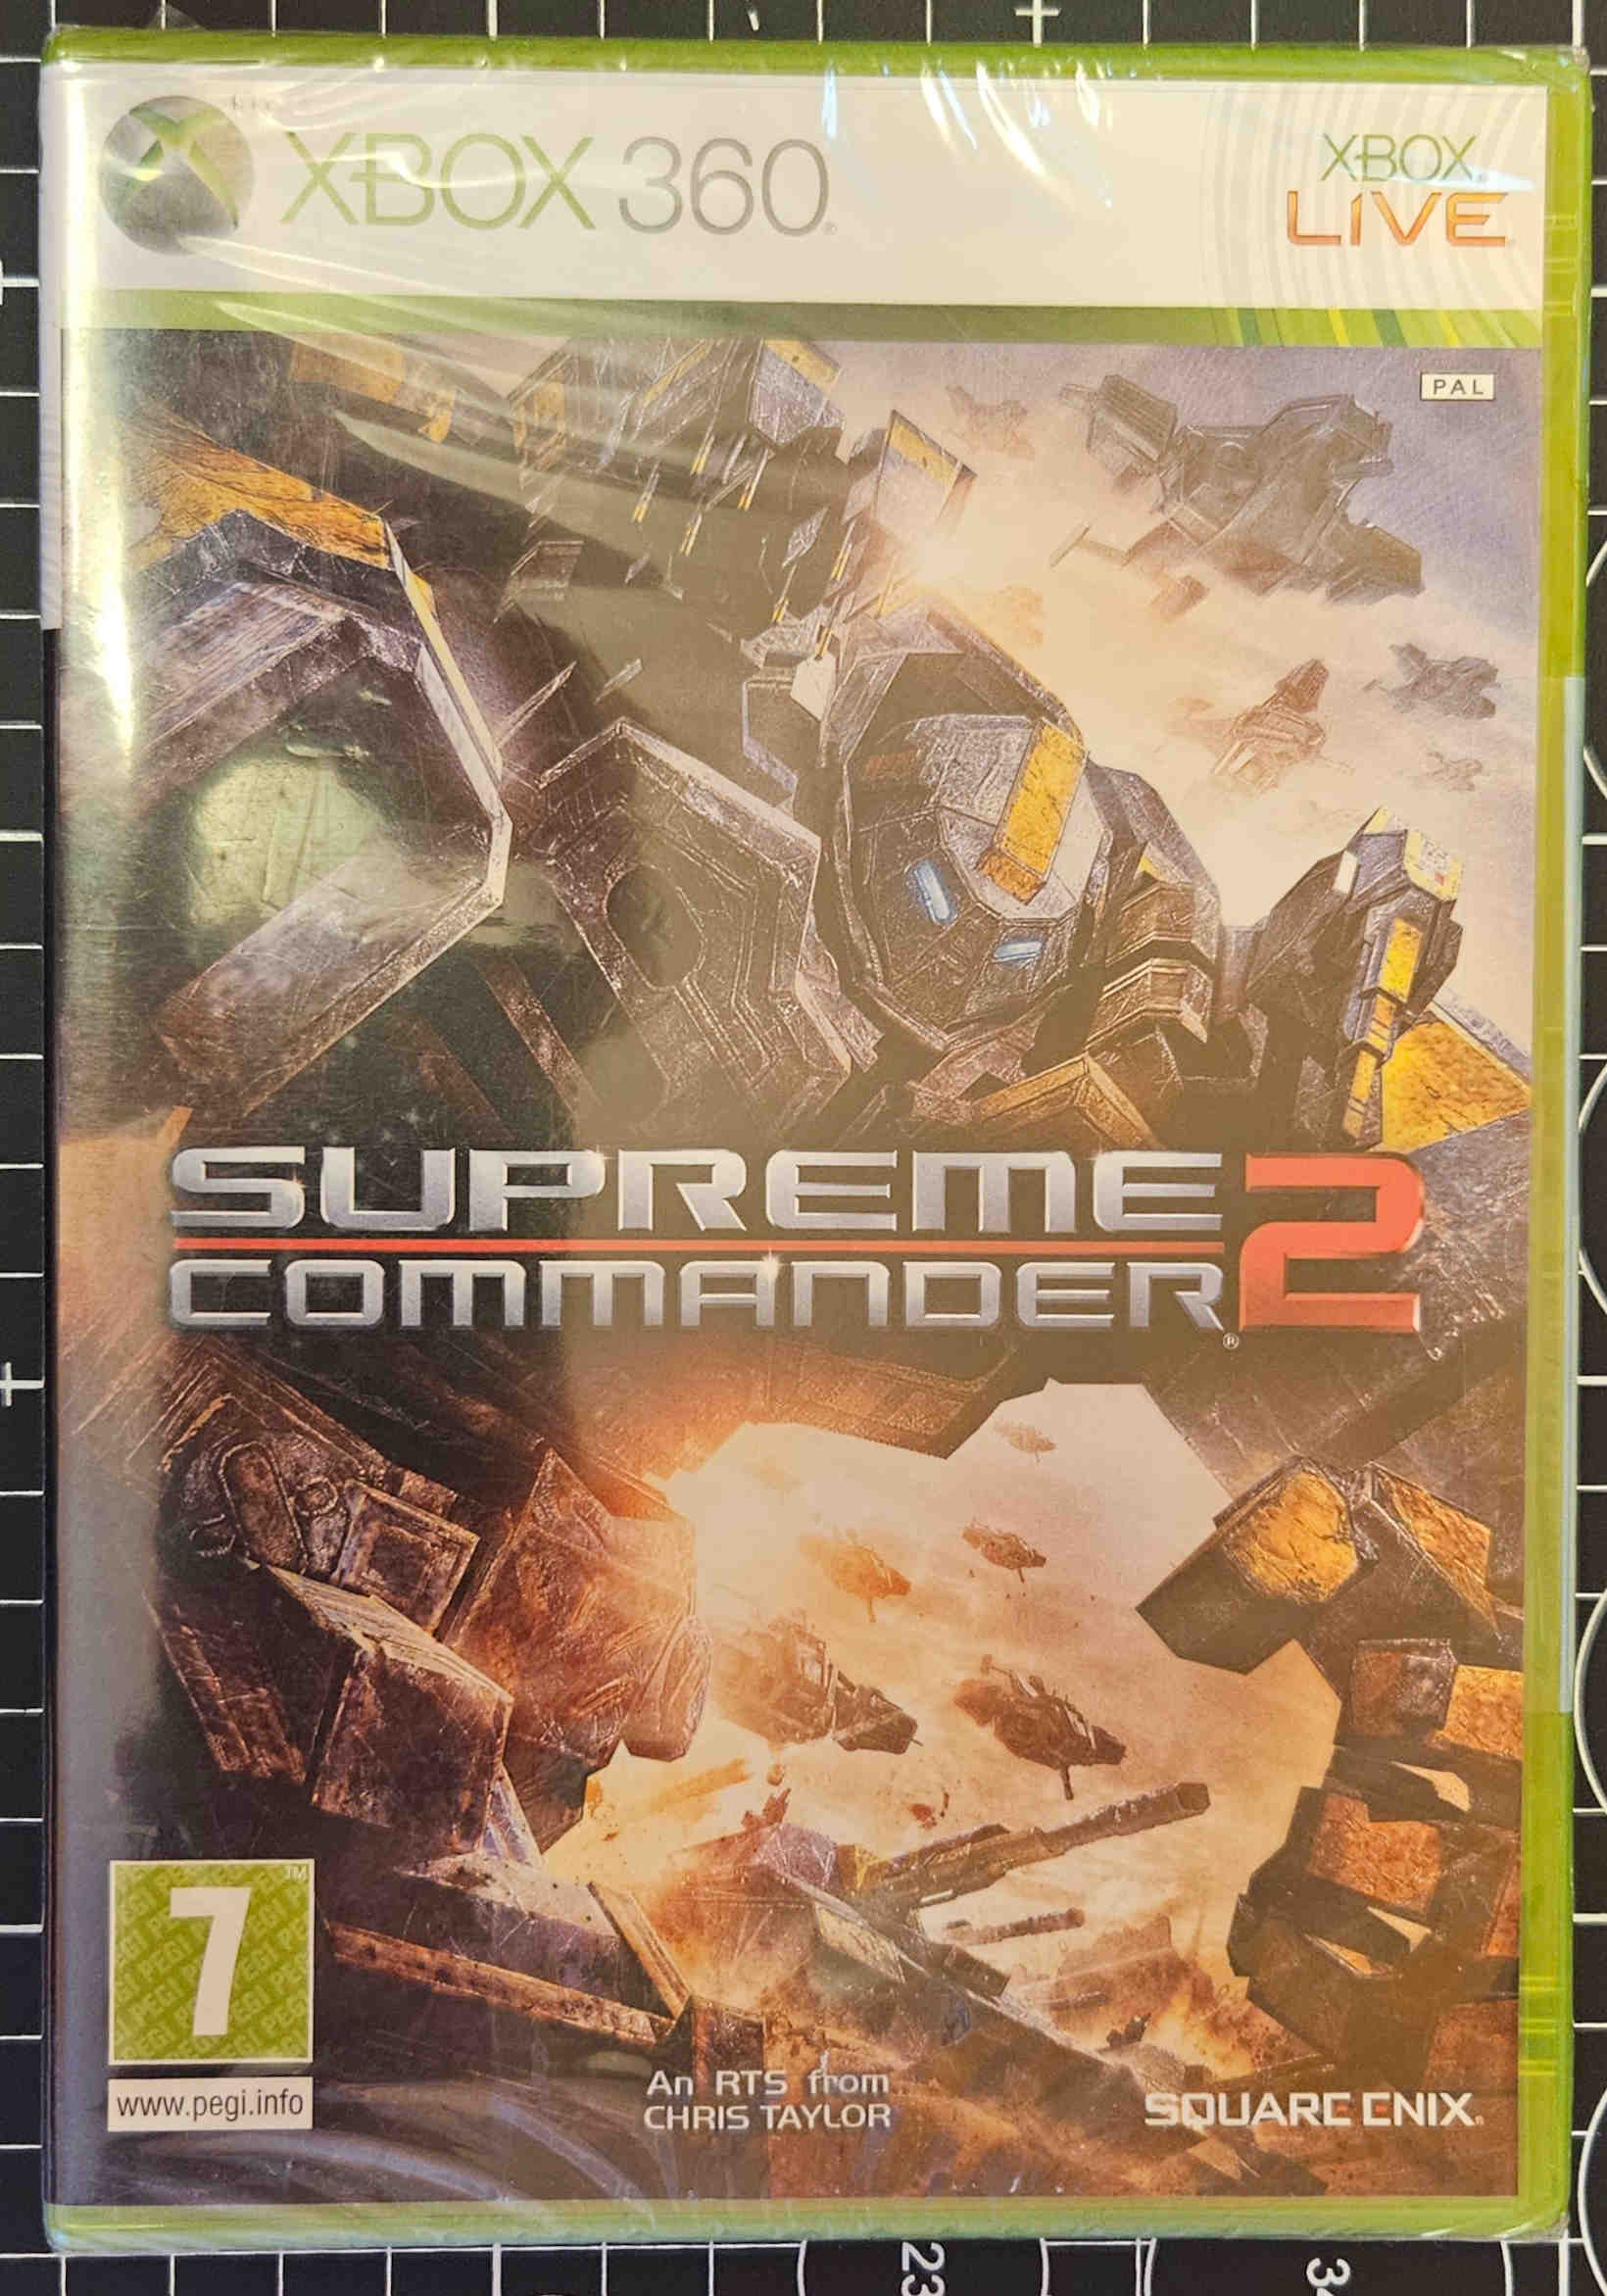 XBOX 360
XBOX
LIVE
PAL
SUPREME
COMMANDER 2
7
www.pegi.info
An RTS from
CHRIS TAYLOR
SQUARE ENIX
23